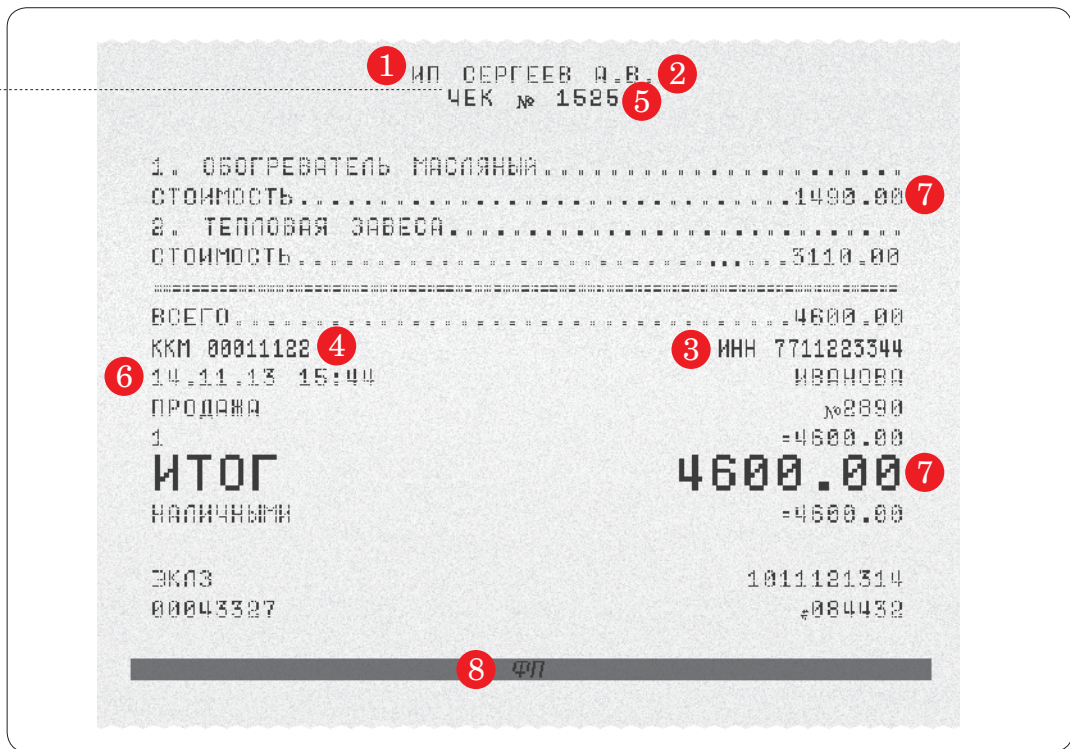 1 ИП СЕРГЕЕВ А.В. 2
ЧЕК № 1525 5
1. ОБОГРЕВАТЕЛЬ МАСЛЯНЫЙ.....................
СТОИМОСТЬ..............................1490.00 7
2. ТЕПЛОВАЯ ЗАВЕСА............................
СТОИМОСТЬ..............................3110.00
==============================================
ВСЕГО..................................4600.00
ККМ 00011122 4 3 ИНН 7711223344
6 14.11.13 15:44 ИВАНОВА
ПРОДАЖА №2890
1 =4600.00
ИТОГ 4600.00 7
НАЛИЧНЫМИ =4600.00
ЭКЛЗ 1011121314
00043327 #084432
8 ФП